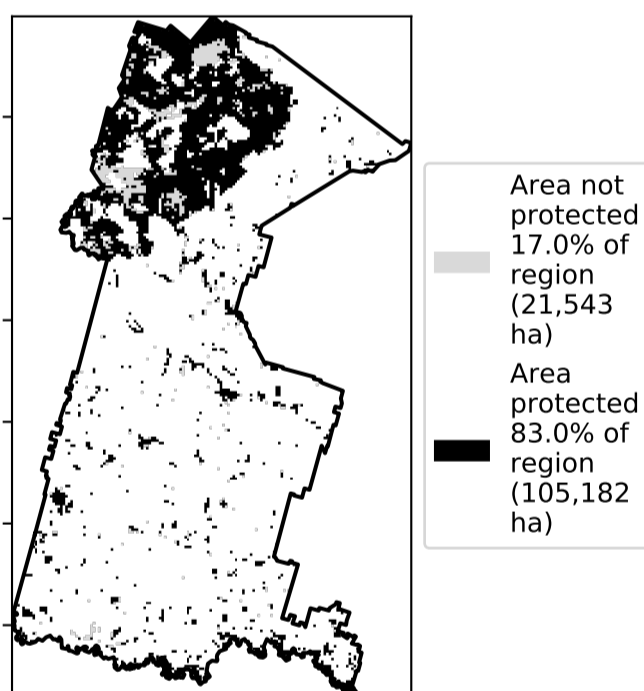 Area not
protected
17.0% of
region
(21,543
ha)
Area
protected
83.0% of
region
(105,182
ha)